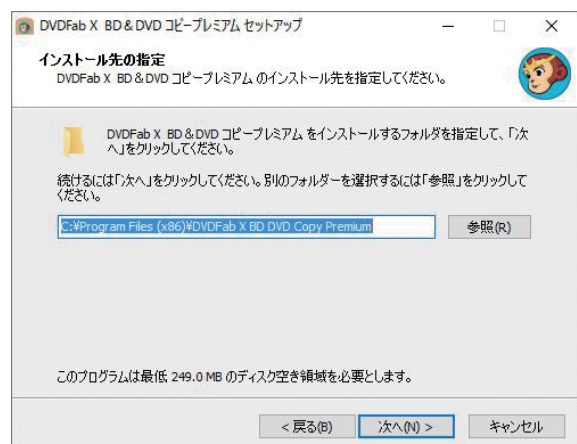 DVDFab X BD&DVD コピープレミアム セットアップ
インストール先の指定
DVDFab X BD&DVD コピープレミアム のインストール先を指定してください。
DVDFab X BD&DVD コピープレミアム をインストールするフォルダを指定して、「次
へ」をクリックしてください。
続けるには「次へ」をクリックしてください。別のフォルダーを選択するには「参照」をクリックして
ください。
C:¥Program Files (x86)¥DVDFab X BD DVD Copy Premium
参照(R)
このプログラムは最低 249.0 MB のディスク空き領域を必要とします。
< 戻る(B) 次へ(N) > キャンセル